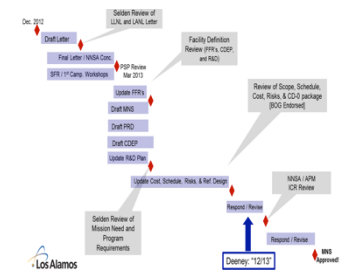 Dec. 2012
Selden Review of
LLNL and LANL Letter
Draft Letter
Final Letter / NNSA Conc.
SFR / 1st Camp. Workshops
PSP Review
Mar 2013
Facility Definition
Review (FFR's, CDEP,
and R&D)
Update FFR's
Draft MNS
Draft PRD
Draft CDEP
Update R&D Plan
Review of Scope, Schedule,
Cost, Risks, & CD-0 package
[BOG Endorsed]
Update Cost, Schedule, Risks, & Ref. Design
Selden Review of
Mission Need and
Program
Requirements
NNSA / APM
ICR Review
Respond / Revise
Respond / Revise
Deeney: "12/13"
MNS
Approved!
Los Alamos